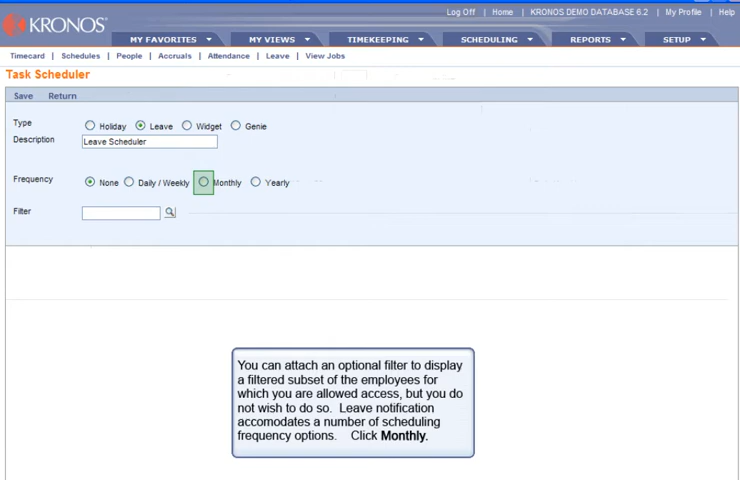 Log Off | Home | KRONOS DEMO DATABASE 6.2 | My Profile | Help
KRONOS®
MY FAVORITES MY VIEWS TIMEKEEPING SCHEDULING REPORTS SETUP
Timecard | Schedules | People | Accruals | Attendance | Leave | View Jobs
Task Scheduler
Save Return
Type Holiday Leave Widget Genie
Description Leave Scheduler
Frequency None Daily / Weekly Monthly Yearly
Filter
You can attach an optional filter to display
a filtered subset of the employees for
which you are allowed access, but you do
not wish to do so. Leave notification
accomodates a number of scheduling
frequency options. Click Monthly.